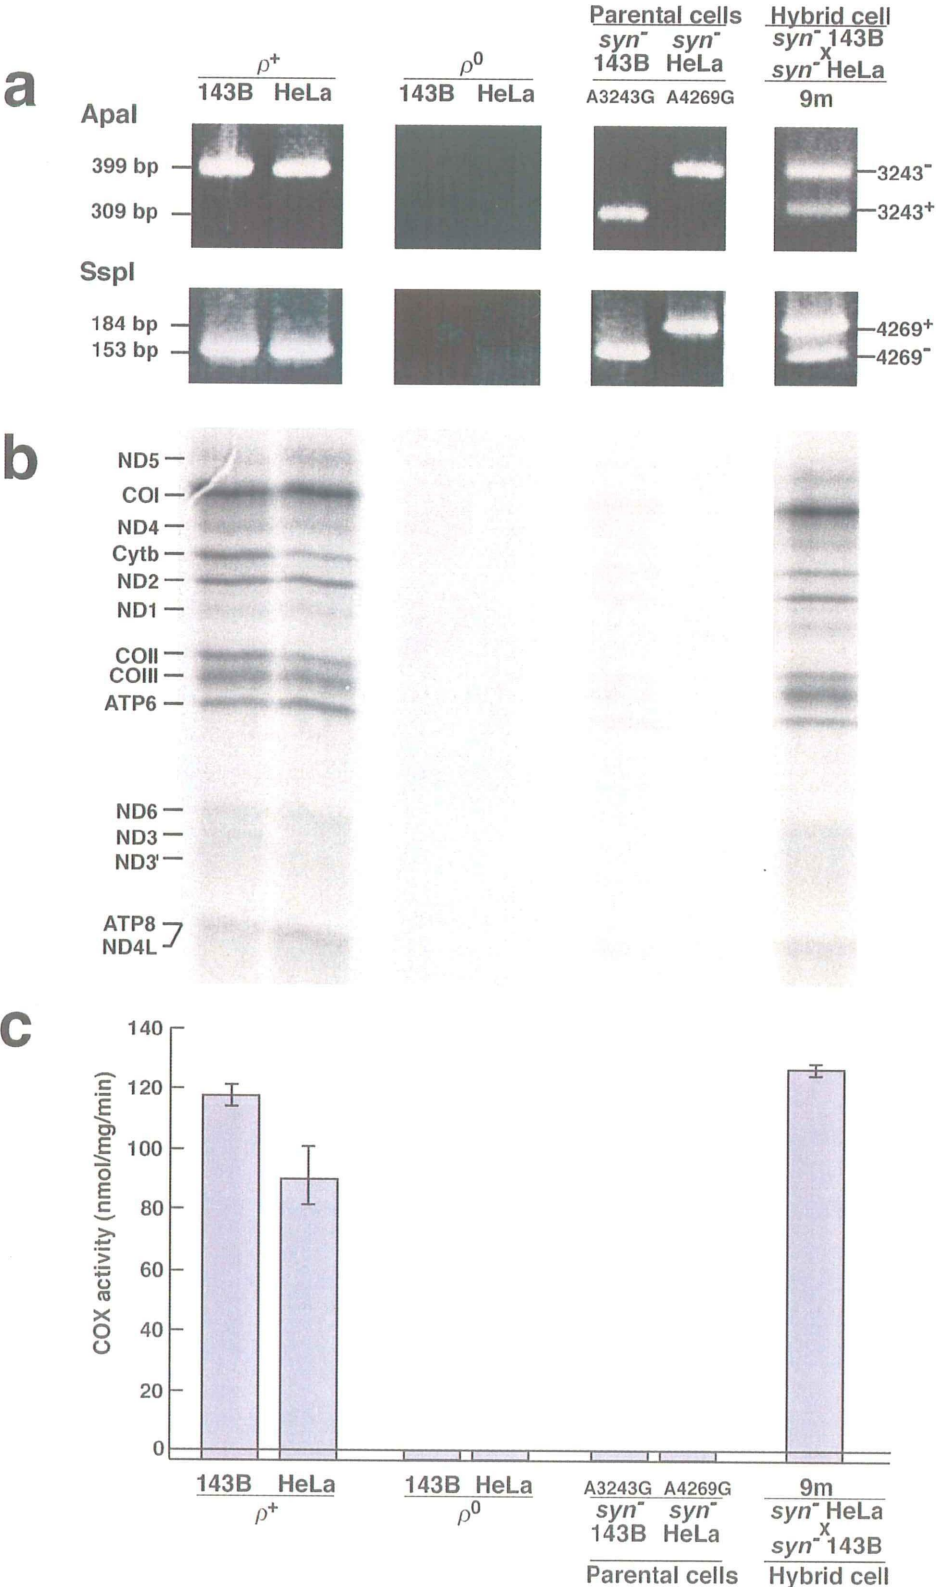 Parental cells Hybrid cell
syn⁻ syn⁻ syn⁻ 143B
143B HeLa x
syn⁻ HeLa
ρ⁺ ρ⁰
143B HeLa 143B HeLa A3243G A4269G 9m
a
ApaI
399 bp 3243⁻
309 bp 3243⁺
SspI
184 bp 4269⁺
153 bp 4269⁻
b
ND5
COI
ND4
Cytb
ND2
ND1
COII
COIII
ATP6
ND6
ND3
ND3'
ATP8
ND4L
c
COX activity (nmol/mg/min)
140
120
100
80
60
40
20
0
143B HeLa 143B HeLa A3243G A4269G 9m
ρ⁺ ρ⁰ syn⁻ syn⁻ syn⁻ HeLa
143B HeLa x
syn⁻ 143B
Parental cells Hybrid cell